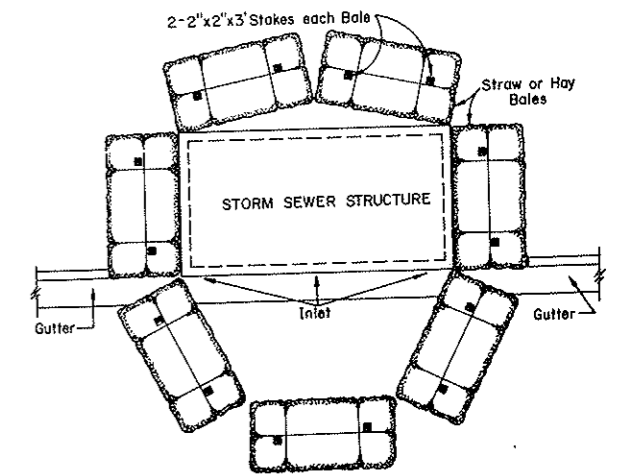 2-2"x2"x3' Stakes each Bale
Straw or Hay
Bales
STORM SEWER STRUCTURE
Gutter
Inlet
Gutter